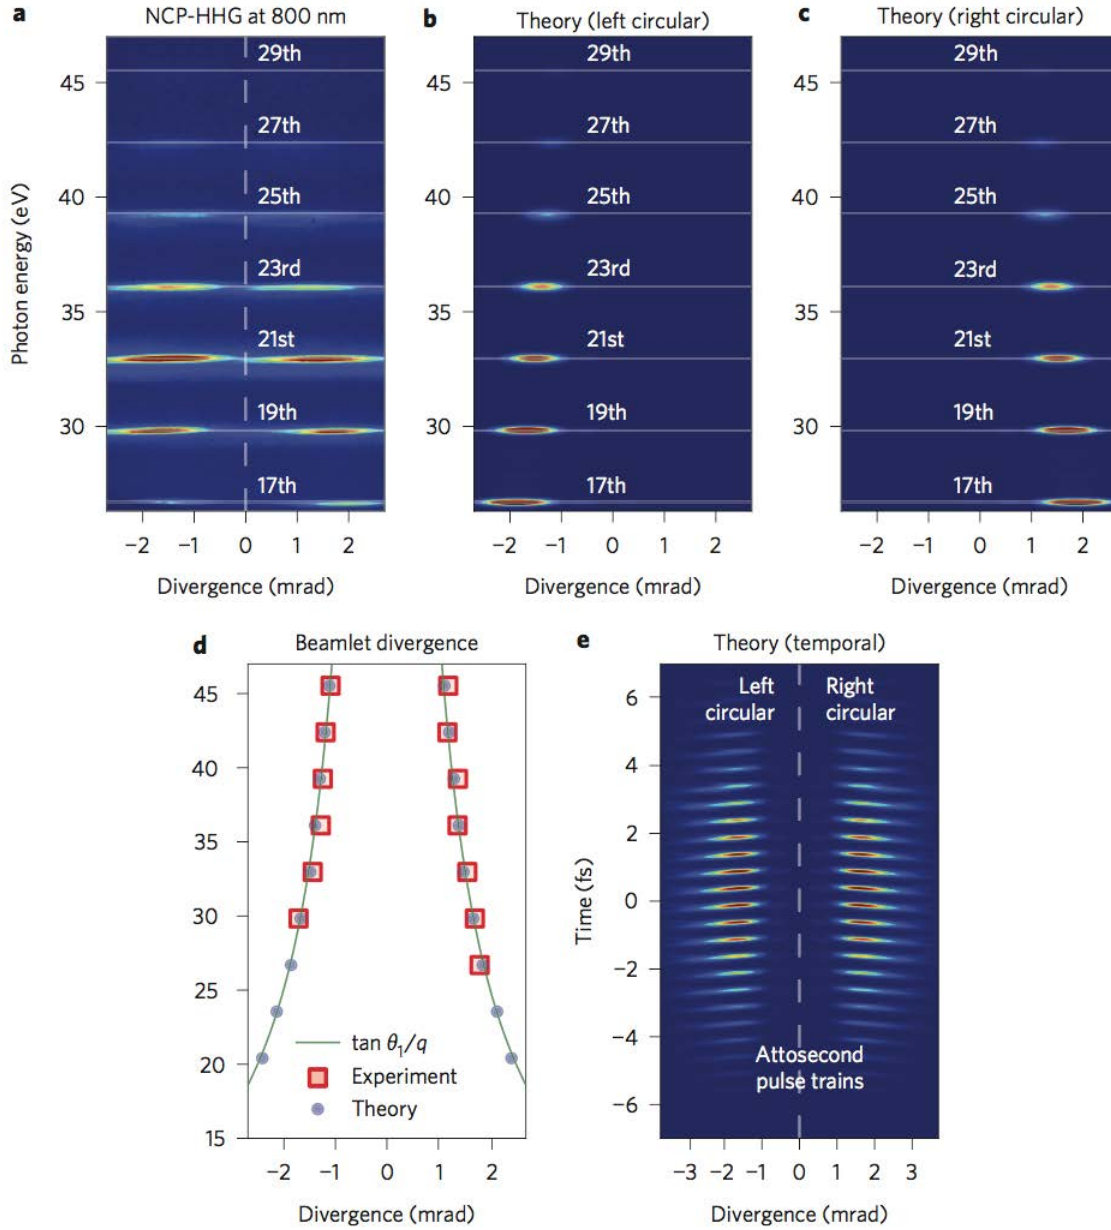 a
NCP-HHG at 800 nm
29th
27th
25th
23rd
21st
19th
17th
45
40
35
30
Photon energy (eV)
−2 −1 0 1 2
Divergence (mrad)
b
Theory (left circular)
29th
27th
25th
23rd
21st
19th
17th
45
40
35
30
−2 −1 0 1 2
Divergence (mrad)
c
Theory (right circular)
29th
27th
25th
23rd
21st
19th
17th
45
40
35
30
−2 −1 0 1 2
Divergence (mrad)
d
Beamlet divergence
45
40
35
30
25
20
15
tan θ₁/q
Experiment
Theory
−2 −1 0 1 2
Divergence (mrad)
e
Theory (temporal)
Left
circular
Right
circular
Attosecond
pulse trains
6
4
2
0
−2
−4
−6
Time (fs)
−3 −2 −1 0 1 2 3
Divergence (mrad)